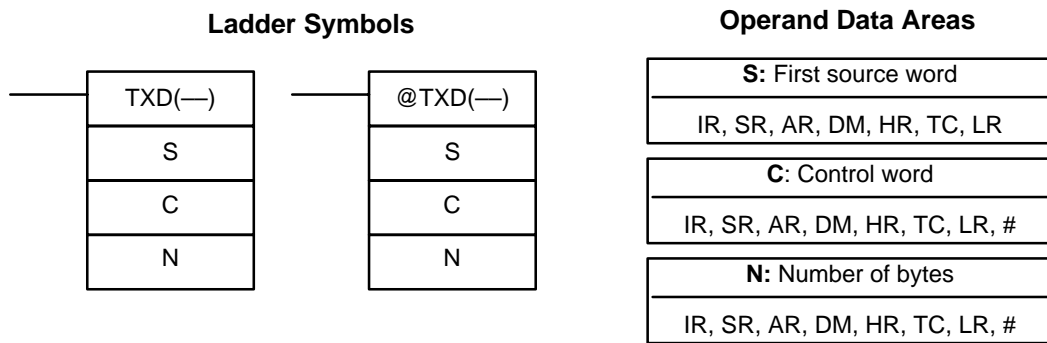 Ladder Symbols
TXD(—)
S
C
N
@TXD(—)
S
C
N
Operand Data Areas
S: First source word
IR, SR, AR, DM, HR, TC, LR
C: Control word
IR, SR, AR, DM, HR, TC, LR, #
N: Number of bytes
IR, SR, AR, DM, HR, TC, LR, #